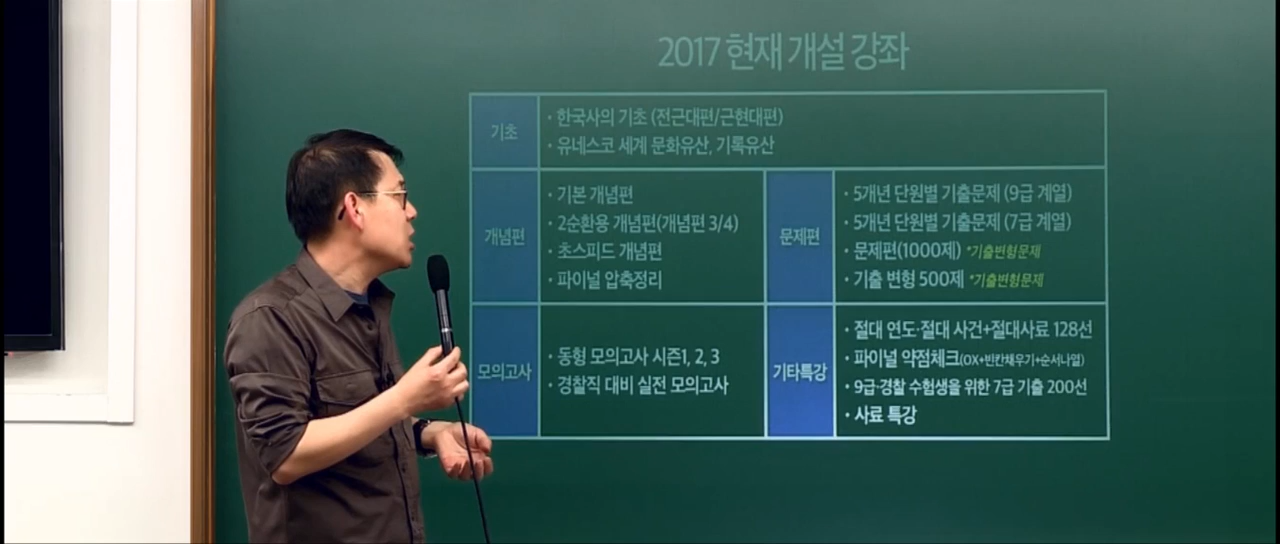 2017 현재 개설 강좌
기초
· 한국사의 기초 (전근대편/근현대편)
· 유네스코 세계 문화유산, 기록유산
개념편
· 기본 개념편
· 2순환용 개념편(개념편 3/4)
· 초스피드 개념편
· 파이널 압축정리
문제편
· 5개년 단원별 기출문제 (9급 계열)
· 5개년 단원별 기출문제 (7급 계열)
· 문제편(1000제) *기출변형문제
· 기출 변형 500제 *기출변형문제
모의고사
· 동형 모의고사 시즌1, 2, 3
· 경찰직 대비 실전 모의고사
기타특강
· 절대 연도·절대 사건+절대사료 128선
· 파이널 약점체크(OX+빈칸채우기+순서나열)
· 9급·경찰 수험생을 위한 7급 기출 200선
· 사료 특강